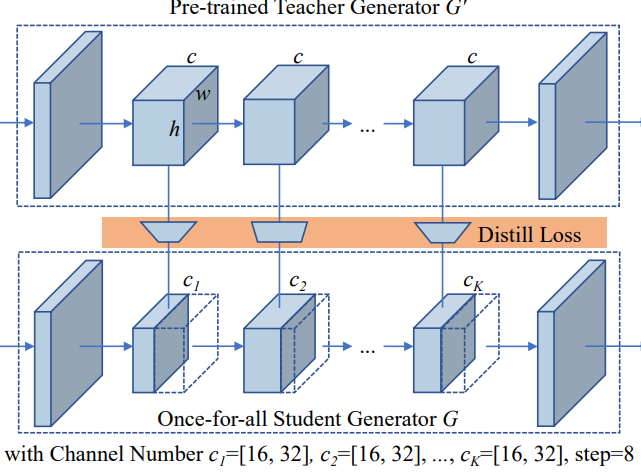 Pre-trained Teacher Generator G'
c c c
w
h
...
Distill Loss
c1 c2 cK
...
Once-for-all Student Generator G
with Channel Number c1=[16, 32], c2=[16, 32], ..., cK=[16, 32], step=8